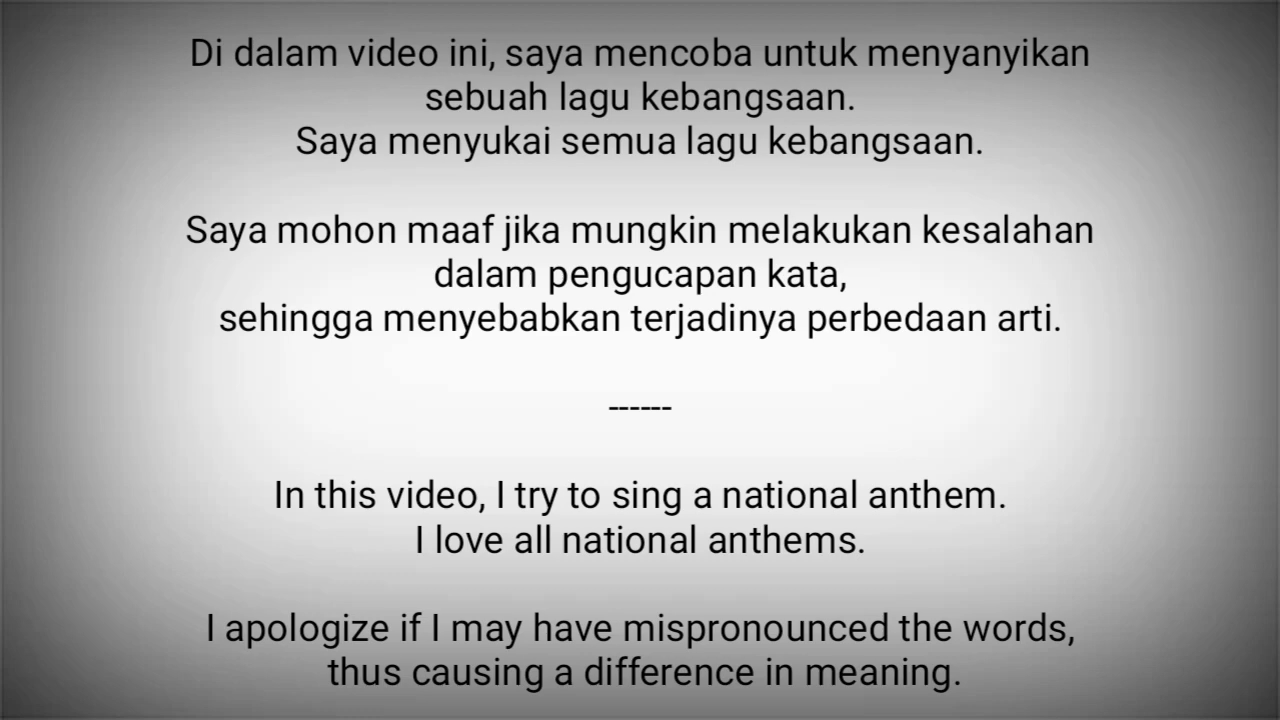 Di dalam video ini, saya mencoba untuk menyanyikan
sebuah lagu kebangsaan.
Saya menyukai semua lagu kebangsaan.
Saya mohon maaf jika mungkin melakukan kesalahan
dalam pengucapan kata,
sehingga menyebabkan terjadinya perbedaan arti.
------
In this video, I try to sing a national anthem.
I love all national anthems.
I apologize if I may have mispronounced the words,
thus causing a difference in meaning.